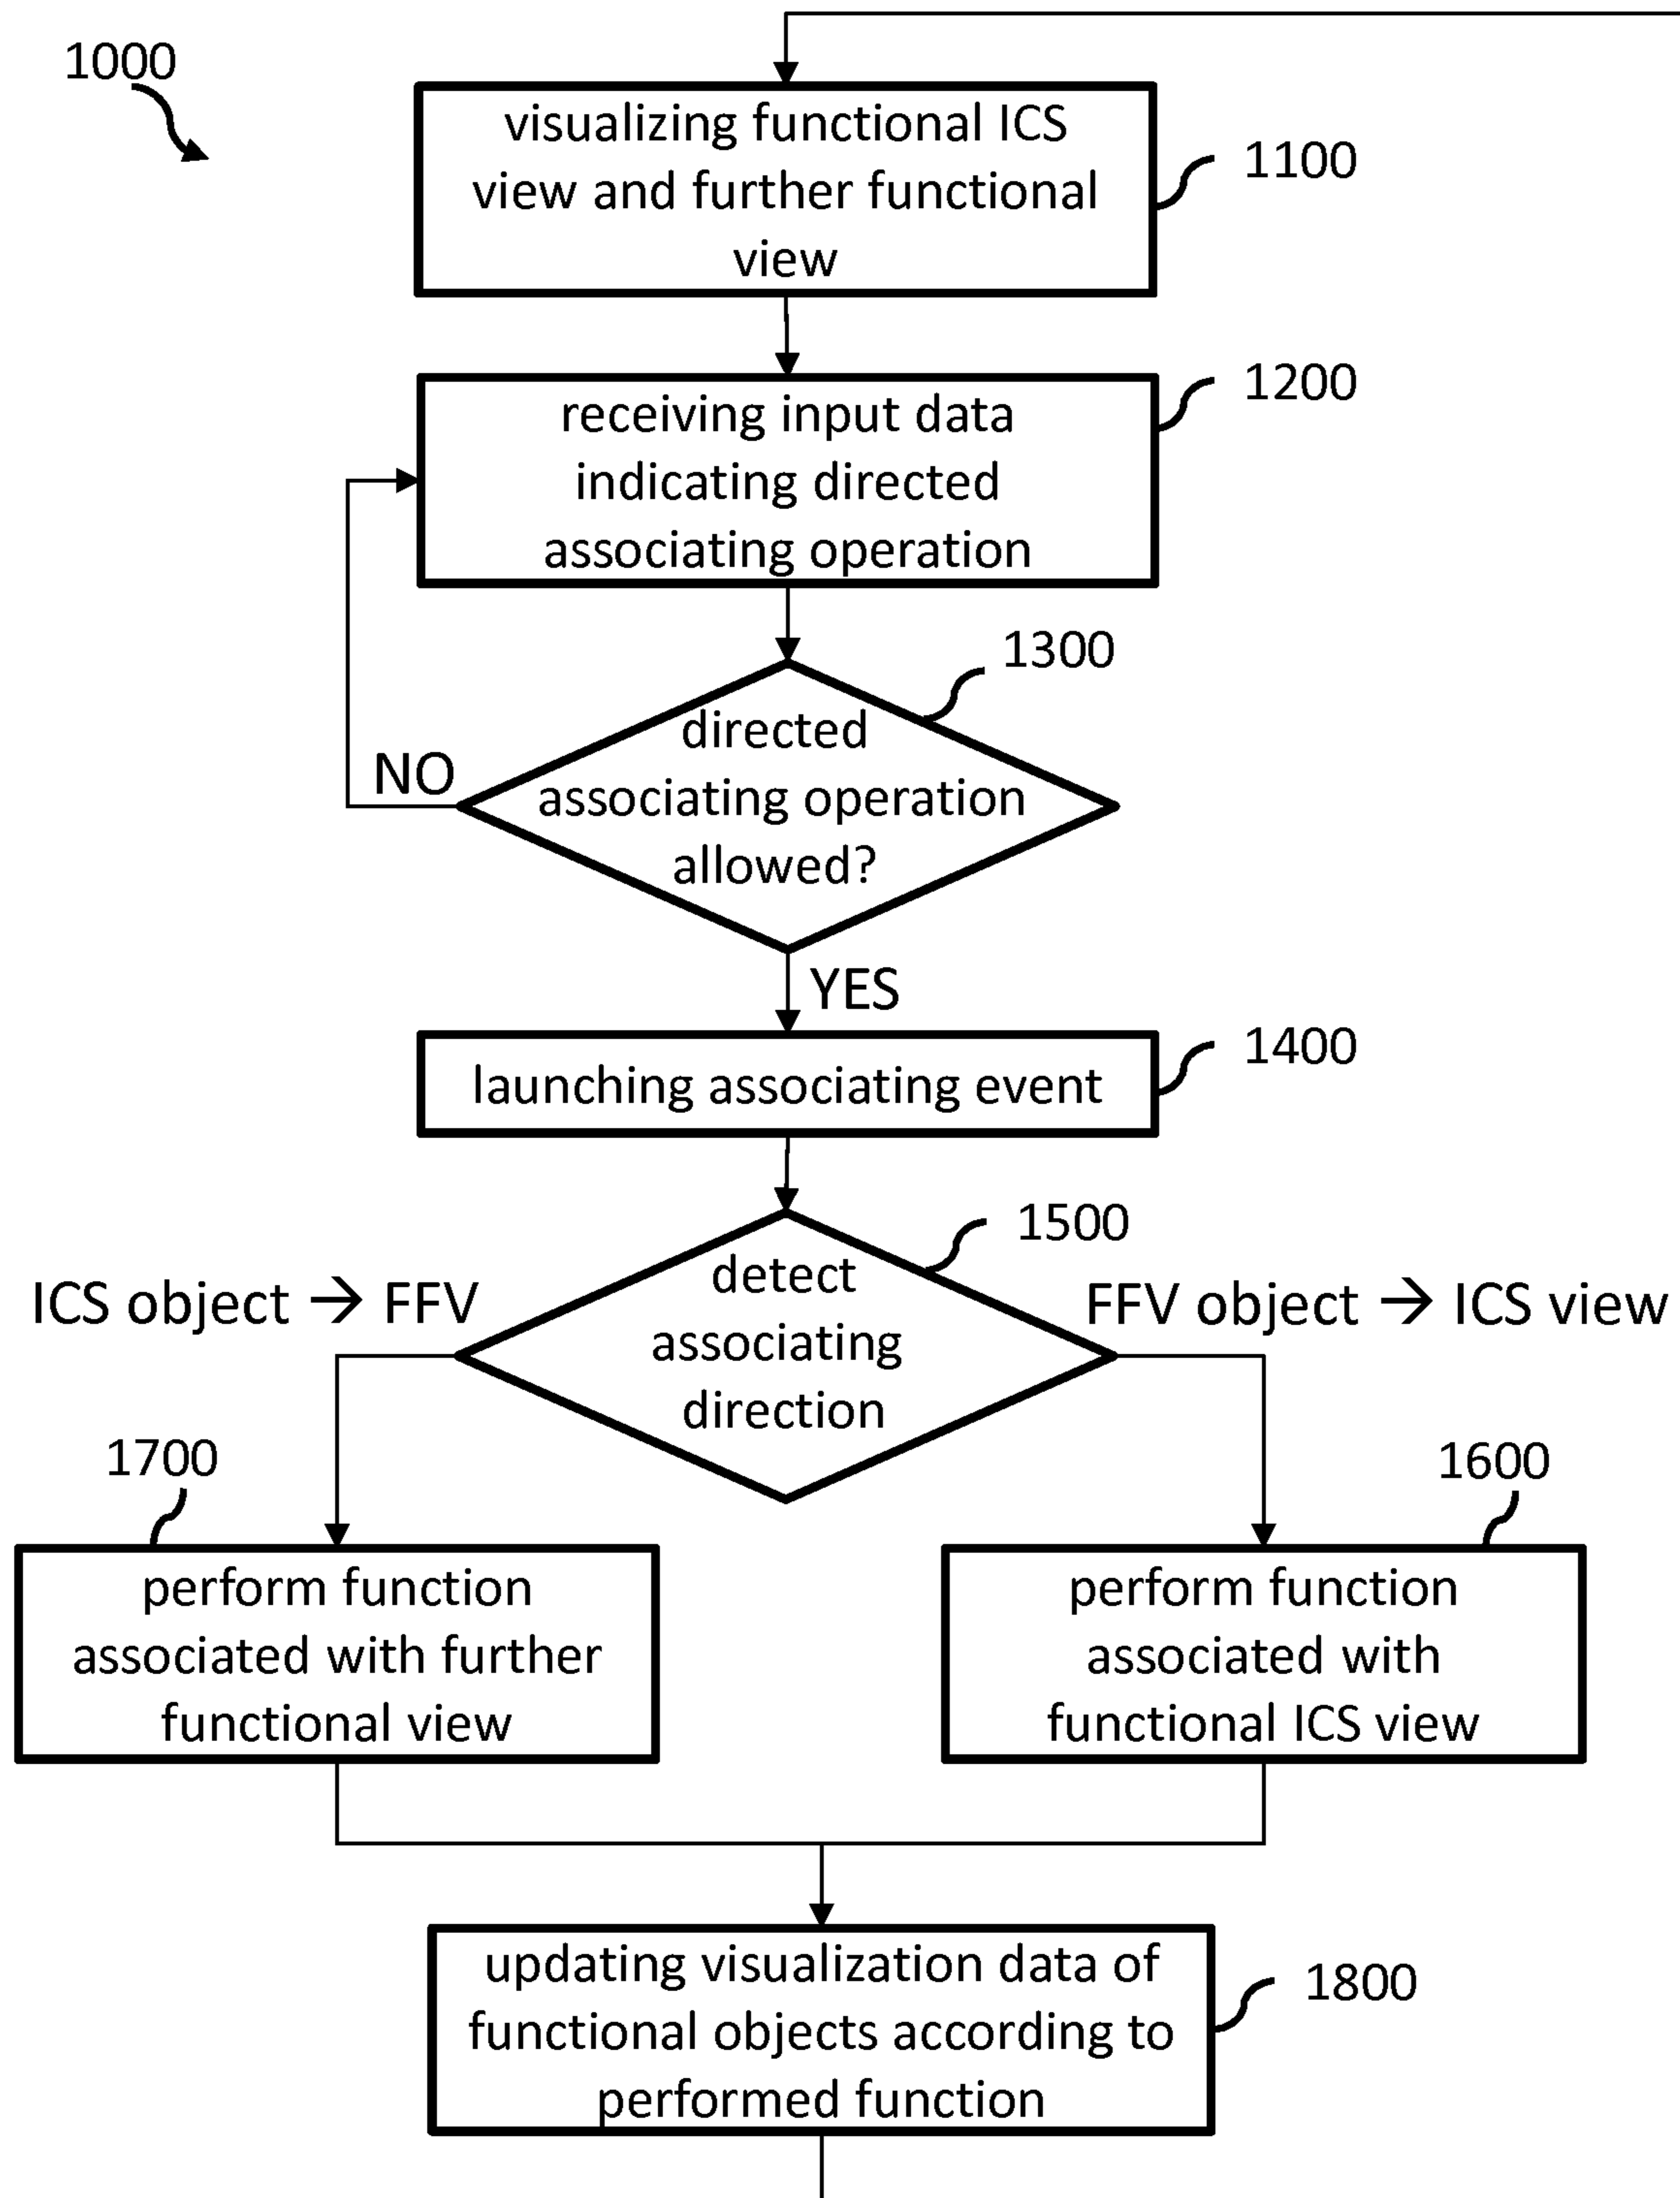 1000
visualizing functional ICS
view and further functional
view
1100
receiving input data
indicating directed
associating operation
1200
1300
directed
associating operation
allowed?
NO
YES
launching associating event
1400
1500
detect
associating
direction
ICS object → FFV
FFV object → ICS view
1700
perform function
associated with further
functional view
1600
perform function
associated with
functional ICS view
updating visualization data of
functional objects according to
performed function
1800